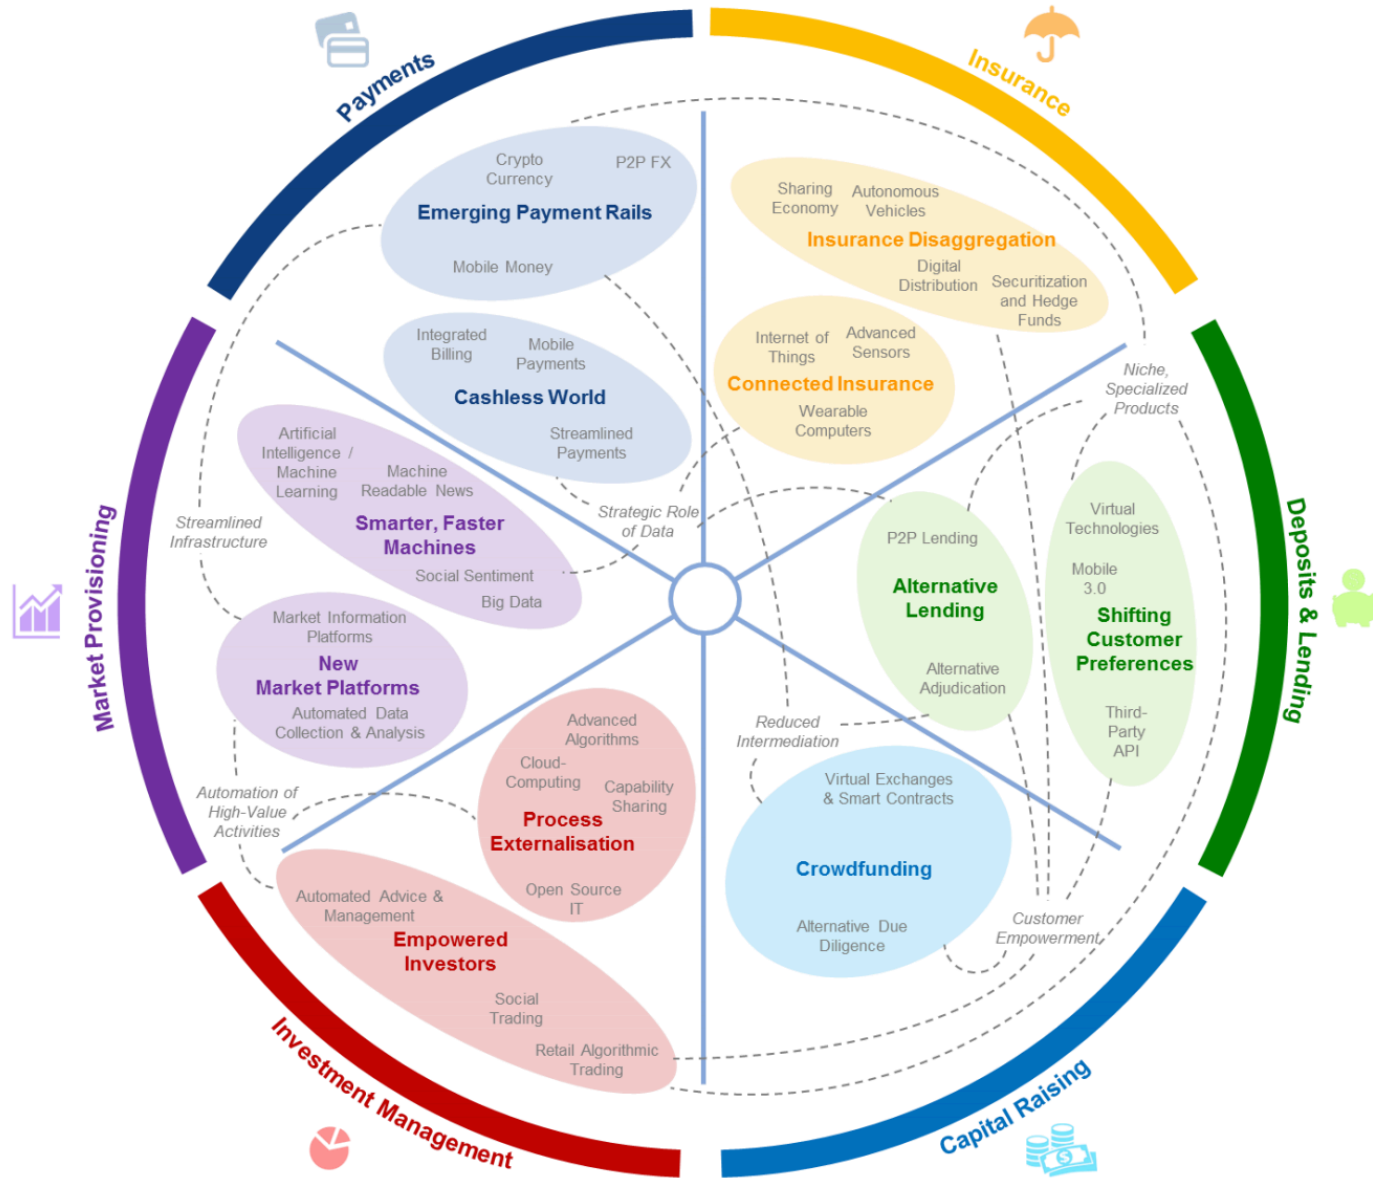 Payments
Crypto
Currency
P2P FX
Emerging Payment Rails
Mobile Money
Integrated
Billing
Mobile
Payments
Cashless World
Streamlined
Payments
Insurance
Sharing
Economy
Autonomous
Vehicles
Insurance Disaggregation
Digital
Distribution
Securitization
and Hedge
Funds
Internet of
Things
Advanced
Sensors
Connected Insurance
Wearable
Computers
Niche,
Specialized
Products
Deposits & Lending
P2P Lending
Alternative
Lending
Alternative
Adjudication
Virtual
Technologies
Mobile
3.0
Shifting
Customer
Preferences
Third-
Party
API
Market Provisioning
Artificial
Intelligence /
Machine
Learning
Machine
Readable News
Smarter, Faster
Machines
Social Sentiment
Big Data
Strategic Role
of Data
Streamlined
Infrastructure
Market Information
Platforms
New
Market Platforms
Automated Data
Collection & Analysis
Automation of
High-Value
Activities
Investment Management
Advanced
Algorithms
Cloud-
Computing
Capability
Sharing
Process
Externalisation
Open Source
IT
Automated Advice &
Management
Empowered
Investors
Social
Trading
Retail Algorithmic
Trading
Reduced
Intermediation
Capital Raising
Virtual Exchanges
& Smart Contracts
Crowdfunding
Alternative Due
Diligence
Customer
Empowerment
$